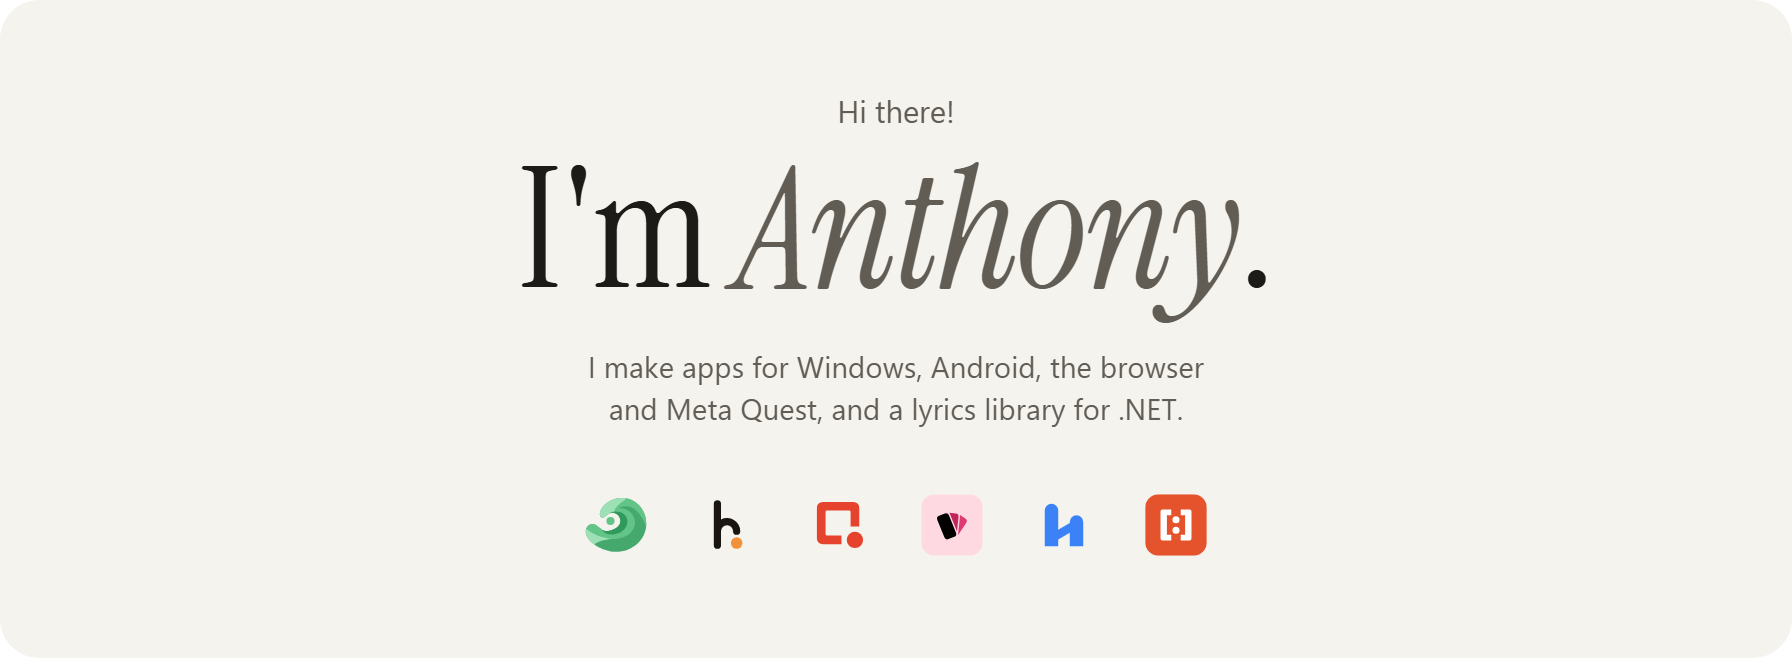 Hi there!
I'm Anthony.
I make apps for Windows, Android, the browser
and Meta Quest, and a lyrics library for .NET.